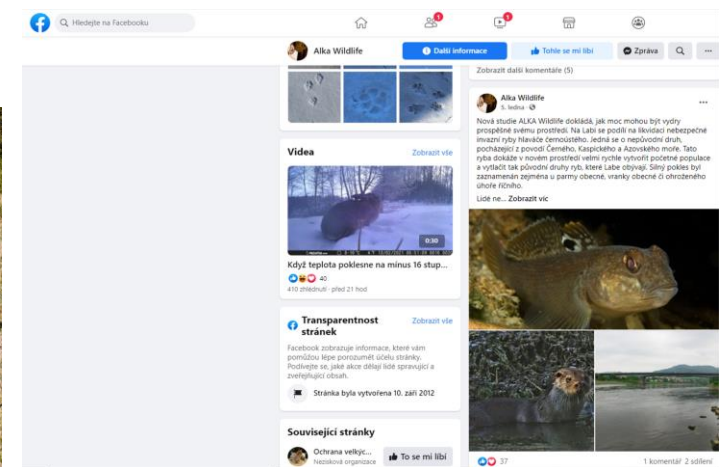 Hledejte na Facebooku
1
1
Alka Wildlife
Další informace
Tohle se mi líbí
Zpráva
Zobrazit další komentáře (5)
Videa
Zobrazit vše
0:30
Když teplota poklesne na mínus 16 stup...
40
410 zhlédnutí · před 21 hod
Transparentnost stránek
Zobrazit vše
Facebook zobrazuje informace, které vám
pomůžou lépe porozumět účelu stránky.
Podívejte se, jaké akce dělají lidé spravující a
zveřejňující obsah.
Stránka byla vytvořena 10. září 2012
Související stránky
Ochrana velkýc...
Nezisková organizace
To se mi líbí
Alka Wildlife
5. ledna
Nová studie ALKA Wildlife dokládá, jak moc mohou být vydry
prospěšné svému prostředí. Na Labi se podílí na likvidaci nebezpečné
invazní ryby hlaváče černoústého. Jedná se o nepůvodní druh,
pocházející z povodí Černého, Kaspického a Azovského moře. Tato
ryba dokáže v novém prostředí velmi rychle vytvořit početné populace
a vytlačit tak původní druhy ryb, které Labe obývají. Silný pokles byl
zaznamenán zejména u parmy obecné, vranky obecné či ohroženého
úhoře říčního.
Lidé ne... Zobrazit víc
37
1 komentář 2 sdílení